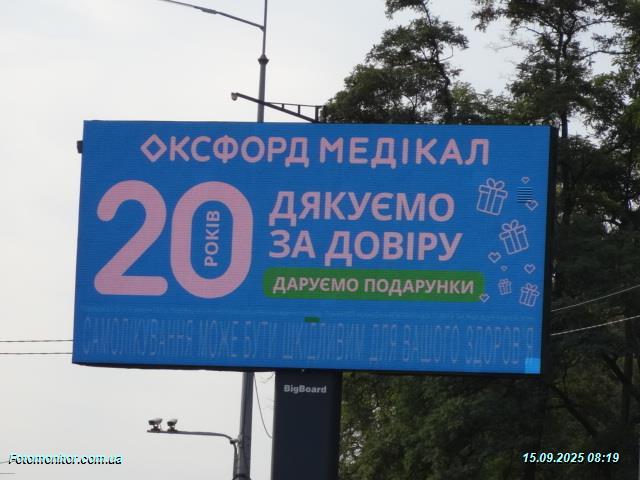 ОКСФОРД МЕДІКАЛ
20 РОКІВ
ДЯКУЄМО
ЗА ДОВІРУ
ДАРУЄМО ПОДАРУНКИ
САМОЛІКУВАННЯ МОЖЕ БУТИ ШКІДЛИВИМ ДЛЯ ВАШОГО ЗДОРОВ'Я
BigBoard
Fotomonitor.com.ua
15.09.2025 08:19